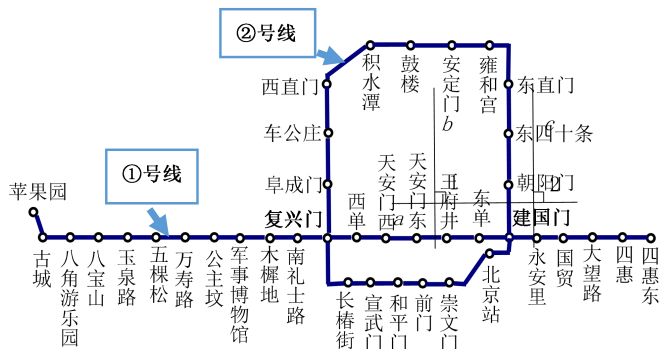 ②号线
积水潭
鼓楼
安定门
雍和宫
西直门
东直门
b
车公庄
东四十条
c
①号线
天安门西
天安门东
阜成门
朝阳门
1
2
苹果园
西单
王府井
东单
复兴门
a
建国门
古城
八角游乐园
八宝山
玉泉路
五棵松
万寿路
公主坟
军事博物馆
木樨地
南礼士路
永安里
国贸
大望路
四惠
四惠东
长椿街
宣武门
和平门
前门
崇文门
北京站